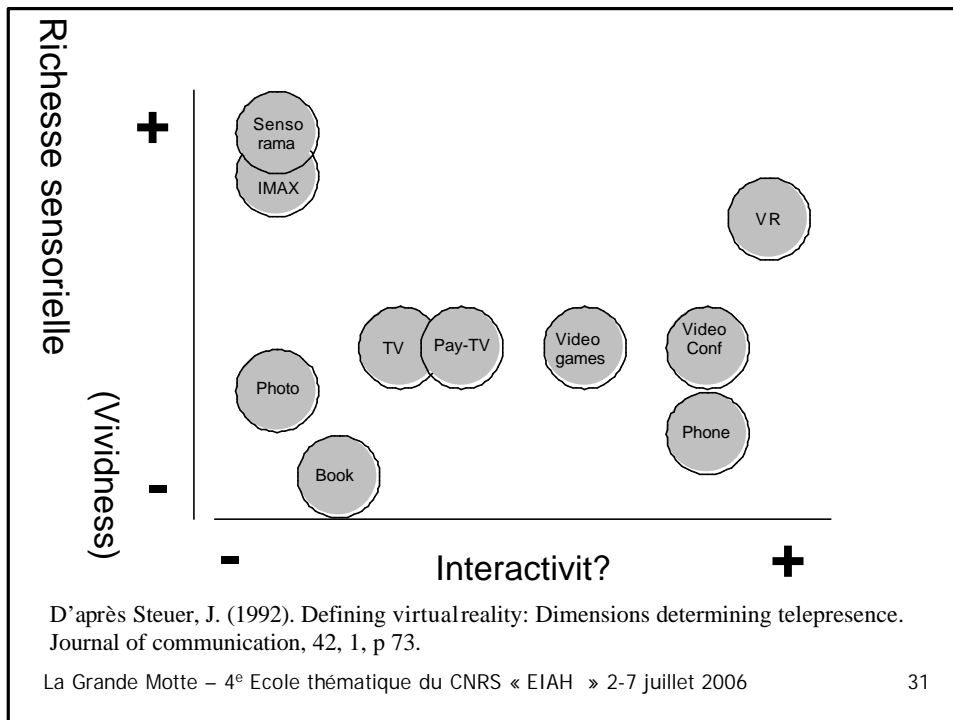 Richesse sensorielle
(Vividness)
+
-
Senso
rama
IMAX
VR
TV
Pay-TV
Video
games
Video
Conf
Photo
Phone
Book
-
Interactivit?
+
D’après Steuer, J. (1992). Defining virtual reality: Dimensions determining telepresence.
Journal of communication, 42, 1, p 73.
La Grande Motte – 4e Ecole thématique du CNRS « EIAH » 2-7 juillet 2006
31